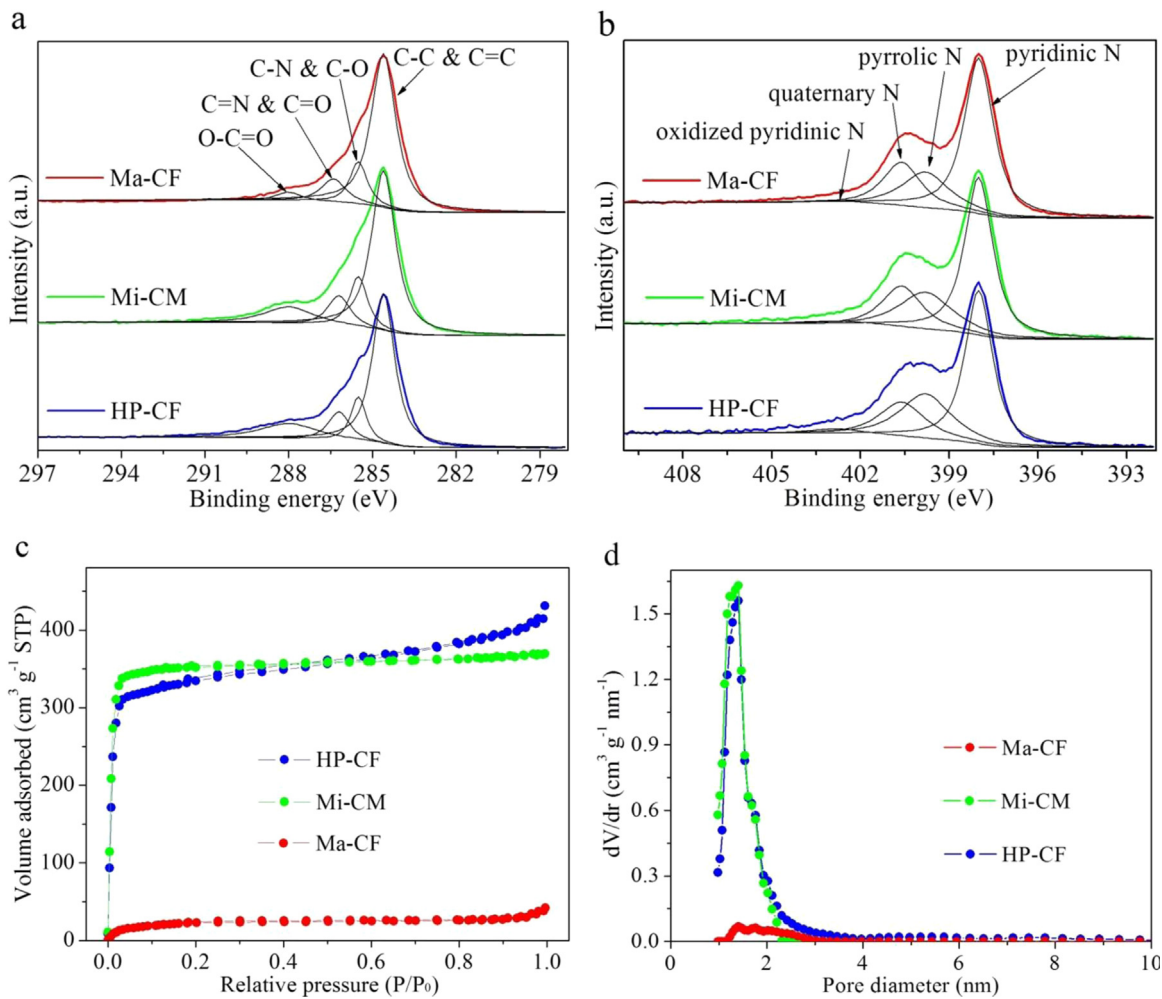 a
C-C & C=C
C-N & C-O
C=N & C=O
O-C=O
Ma-CF
Mi-CM
HP-CF
Intensity (a.u.)
297 294 291 288 285 282 279
Binding energy (eV)
b
pyrrolic N
pyridinic N
quaternary N
oxidized pyridinic N
Ma-CF
Mi-CM
HP-CF
Intensity (a.u.)
408 405 402 399 396 393
Binding energy (eV)
c
400
300
200
100
0
Volume adsorbed (cm³ g⁻¹ STP)
HP-CF
Mi-CM
Ma-CF
0.0 0.2 0.4 0.6 0.8 1.0
Relative pressure (P/P₀)
d
1.5
1.2
0.9
0.6
0.3
0.0
dV/dr (cm³ g⁻¹ nm⁻¹)
Ma-CF
Mi-CM
HP-CF
0 2 4 6 8 10
Pore diameter (nm)